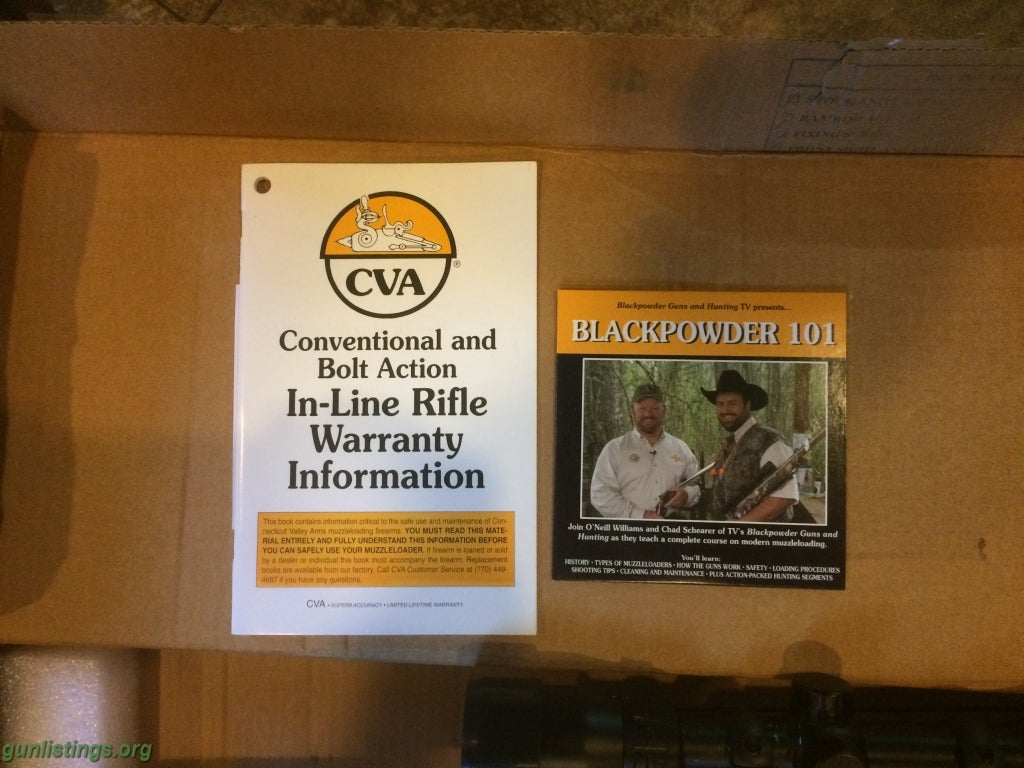 STOCK AND
RAMROD
FIXING SCREWS
CVA
®
Conventional and
Bolt Action
In-Line Rifle
Warranty
Information
This book contains information critical to the safe use and maintenance of Con-
necticut Valley Arms muzzleloading firearms. YOU MUST READ THIS MATE-
RIAL ENTIRELY AND FULLY UNDERSTAND THIS INFORMATION BEFORE
YOU CAN SAFELY USE YOUR MUZZLELOADER. If firearm is loaned or sold
by a dealer or individual this book must accompany the firearm. Replacement
books are available from our factory. Call CVA Customer Service at (770) 449-
4687 if you have any questions.
CVA • SUPERB ACCURACY • LIMITED LIFETIME WARRANTY
Blackpowder Guns and Hunting TV presents...
BLACKPOWDER 101
Join O'Neill Williams and Chad Schearer of TV's Blackpowder Guns and
Hunting as they teach a complete course on modern muzzleloading.
You'll learn:
HISTORY • TYPES OF MUZZLELOADERS • HOW THE GUNS WORK • SAFETY • LOADING PROCEDURES
SHOOTING TIPS • CLEANING AND MAINTENANCE • PLUS ACTION-PACKED HUNTING SEGMENTS
gunlistings.org